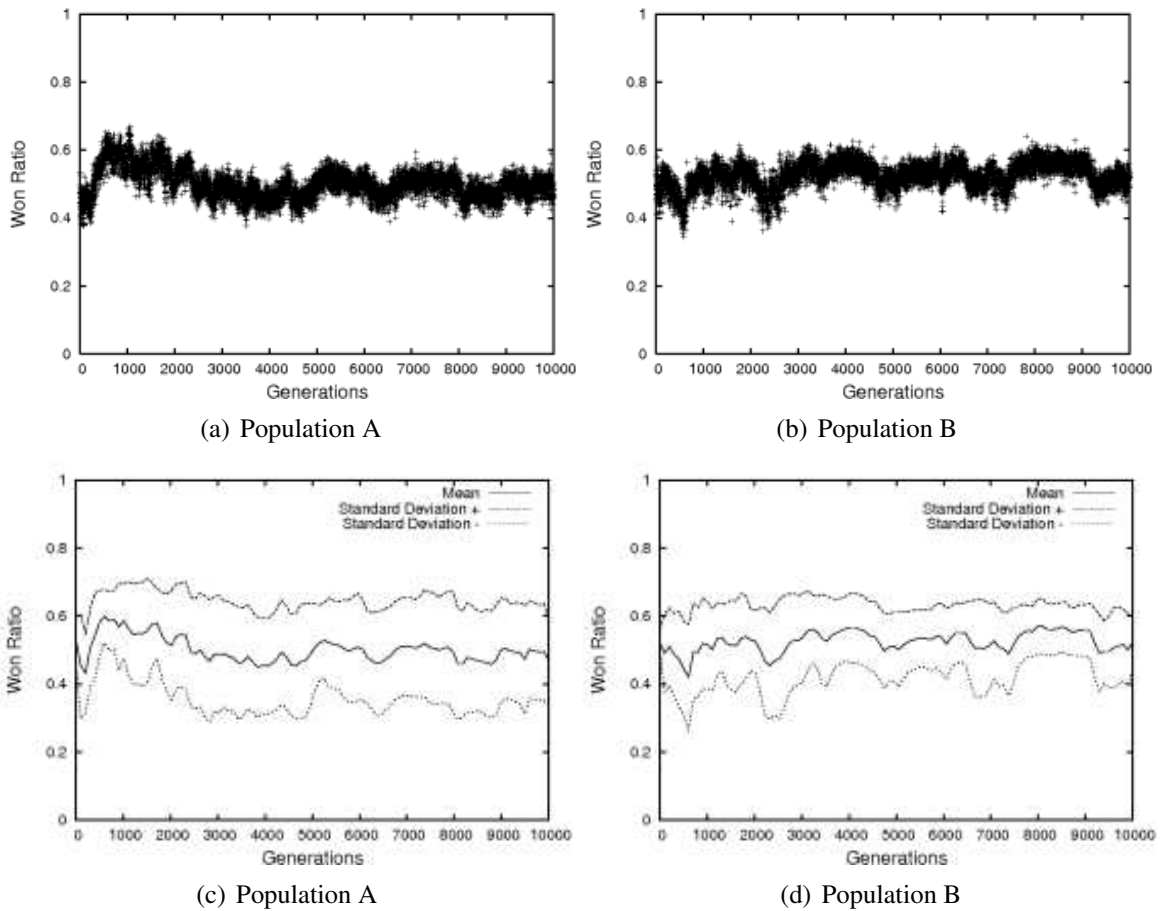 1
0.8
0.6
0.4
0.2
0
Won Ratio
0 1000 2000 3000 4000 5000 6000 7000 8000 9000 10000
Generations
(a) Population A
1
0.8
0.6
0.4
0.2
0
Won Ratio
0 1000 2000 3000 4000 5000 6000 7000 8000 9000 10000
Generations
(b) Population B
1
0.8
0.6
0.4
0.2
0
Won Ratio
Mean
Standard Deviation +
Standard Deviation -
0 1000 2000 3000 4000 5000 6000 7000 8000 9000 10000
Generations
(c) Population A
1
0.8
0.6
0.4
0.2
0
Won Ratio
Mean
Standard Deviation +
Standard Deviation -
0 1000 2000 3000 4000 5000 6000 7000 8000 9000 10000
Generations
(d) Population B